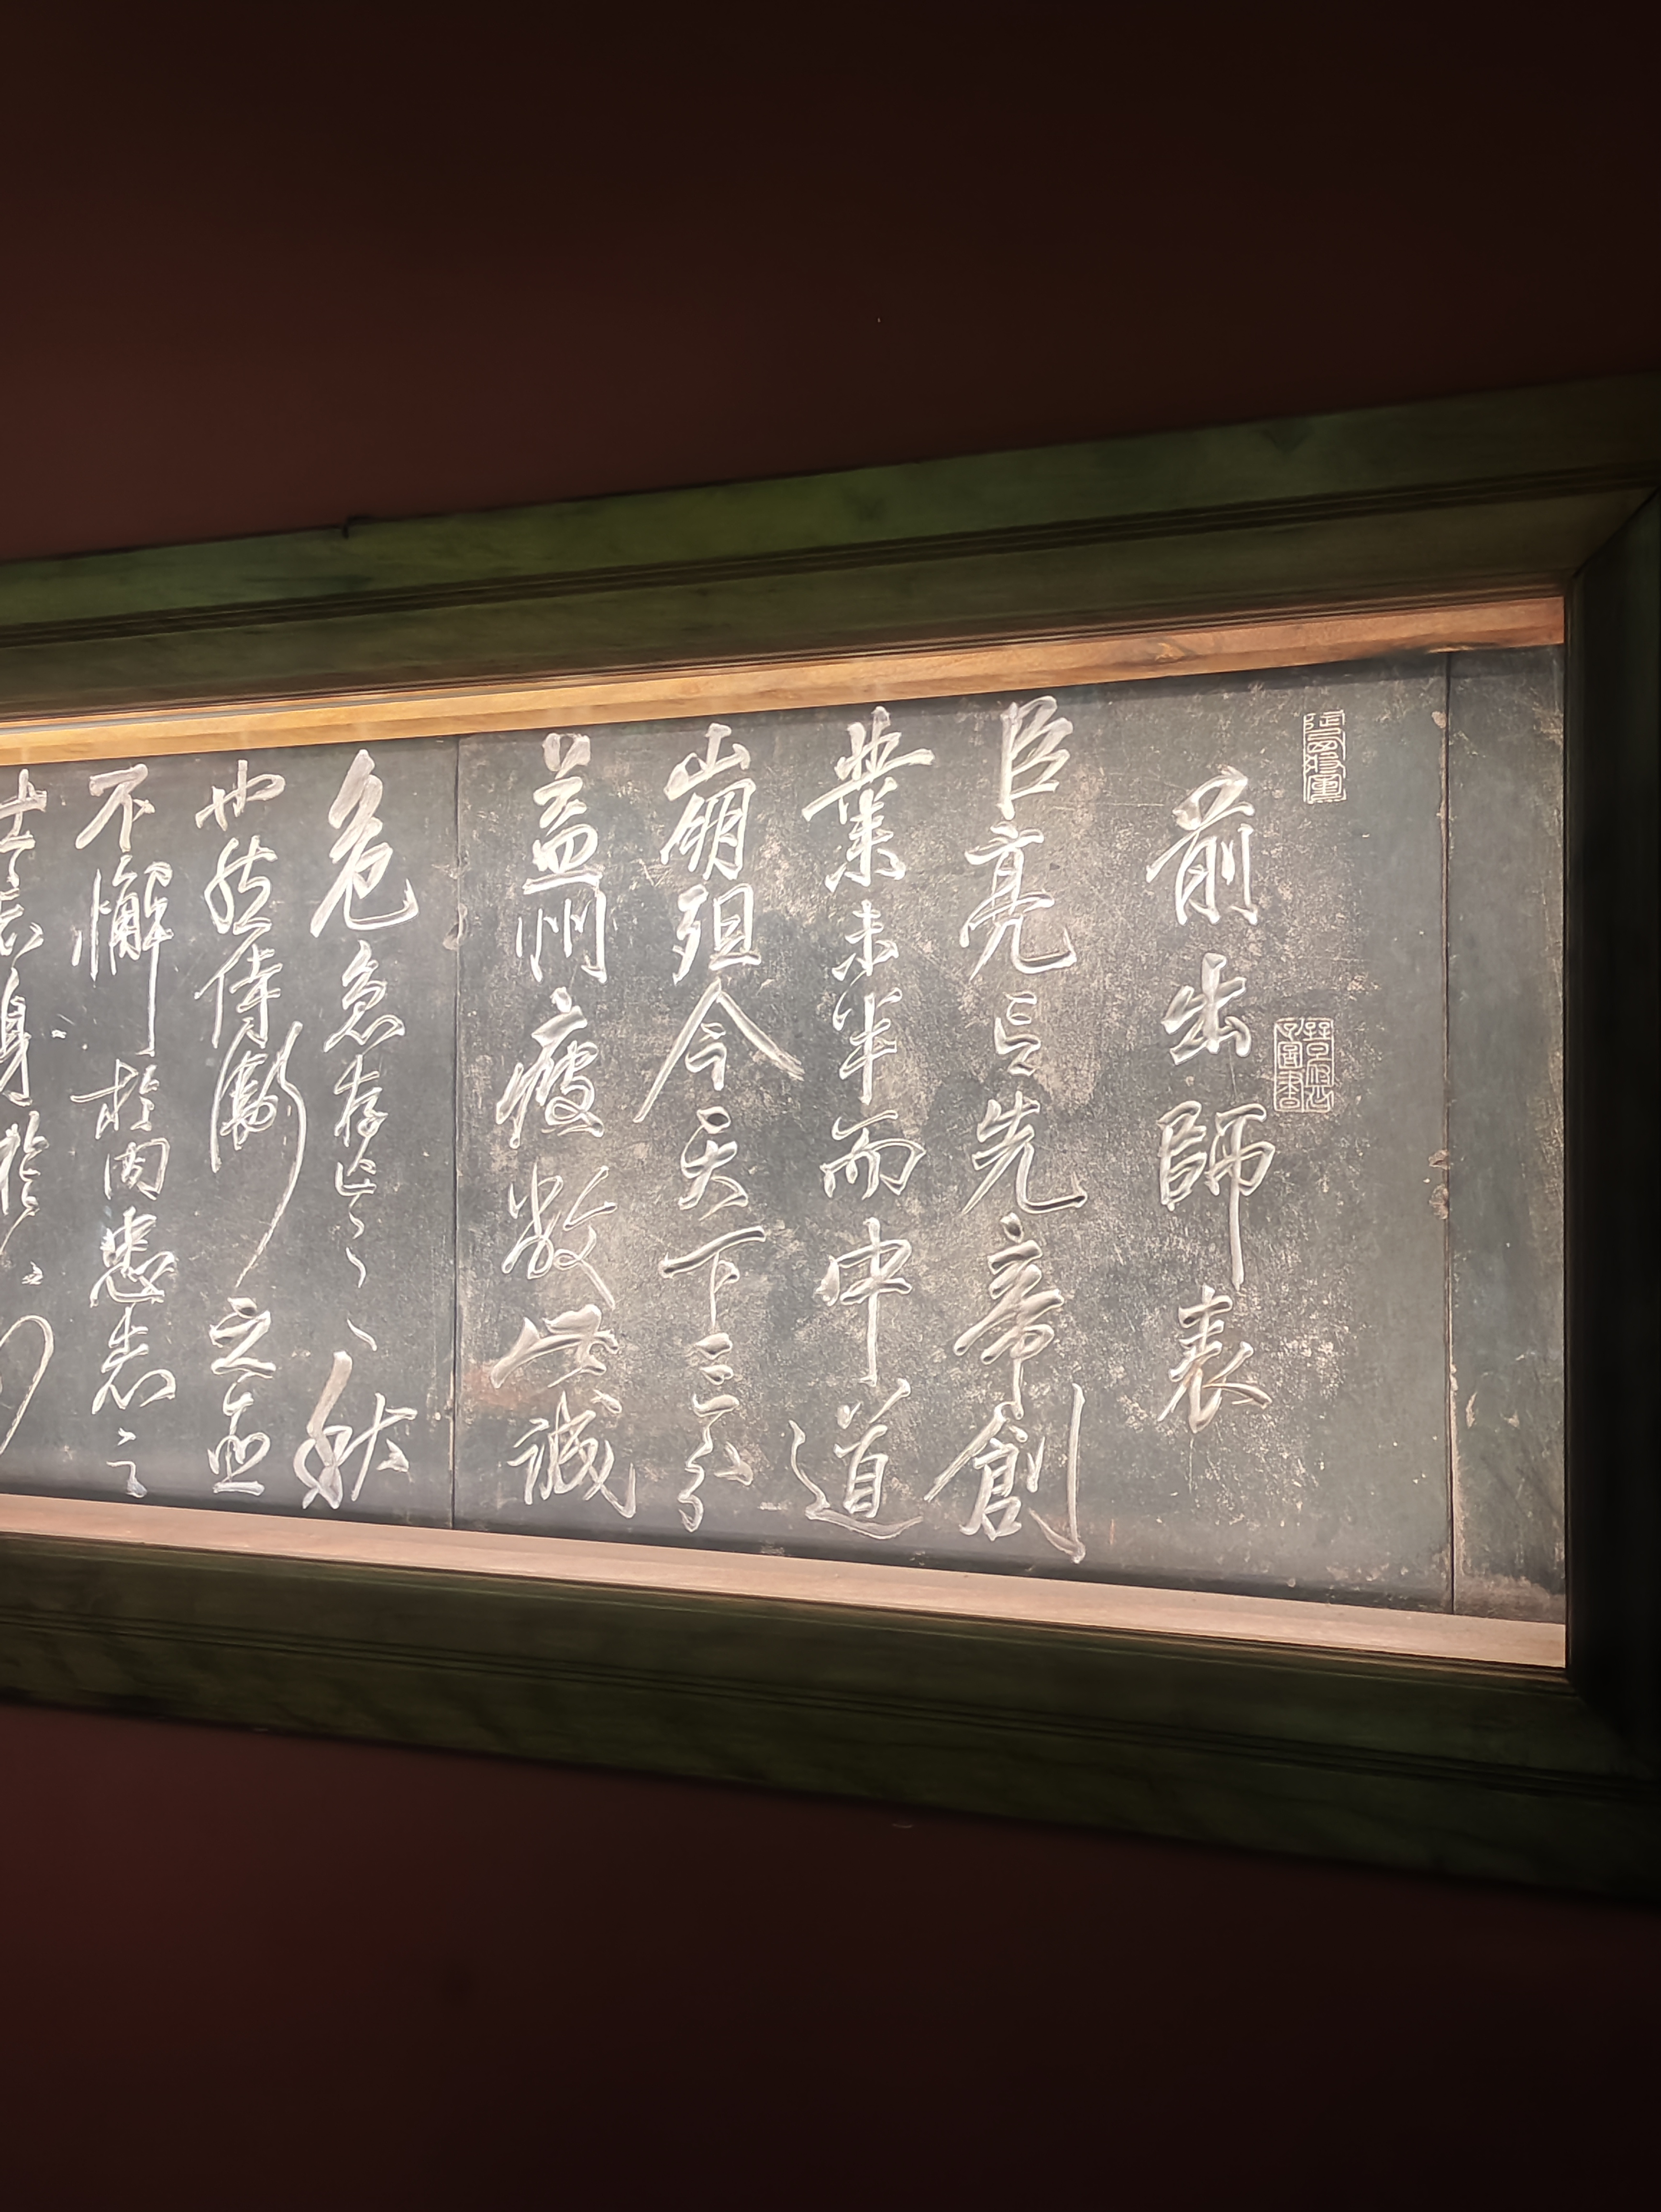 前出師表
臣亮言先帝創
業未半而中道
崩殂今天下三分
益州疲敝此誠
危急存亡之秋
也然侍衛之臣
不懈於内忠志之
士忘身於